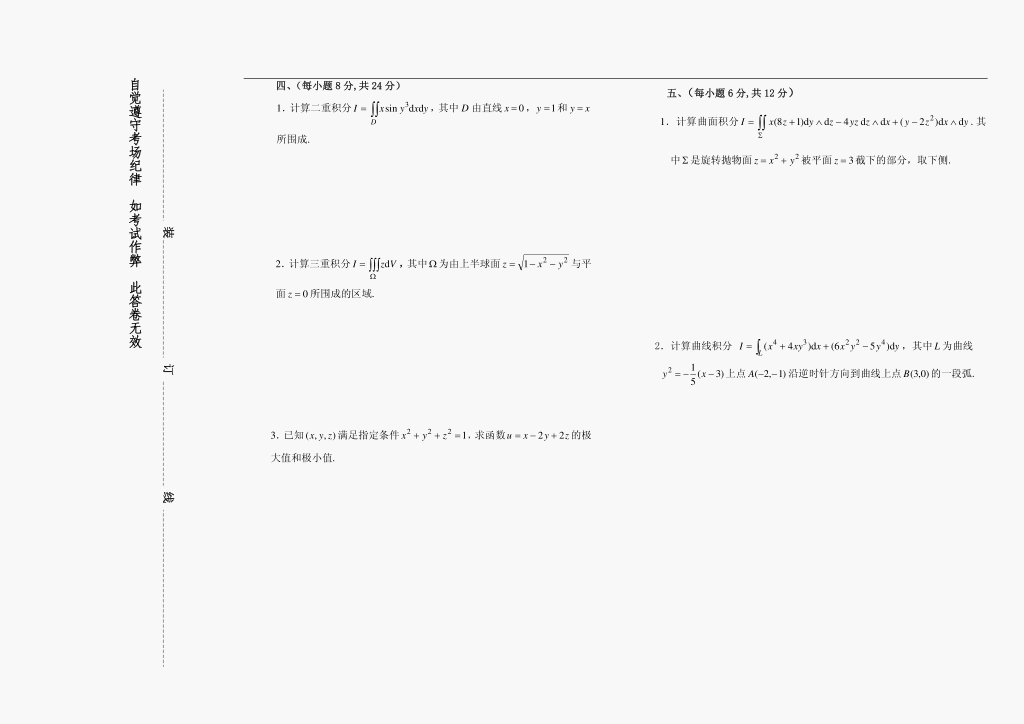 自觉遵守考场纪律 如考试作弊 此答卷无效
装
订
线
四、（每小题 8 分, 共 24 分）
1. 计算二重积分 $I=\iint_D x\sin y^3\mathrm{d}x\mathrm{d}y$，其中 $D$ 由直线 $x=0$，$y=1$ 和 $y=x$
所围成.
2. 计算三重积分 $I=\iiint_\Omega z\mathrm{d}V$，其中 $\Omega$ 为由上半球面 $z=\sqrt{1-x^2-y^2}$ 与平
面 $z=0$ 所围成的区域.
3. 已知 $(x,y,z)$ 满足指定条件 $x^2+y^2+z^2=1$, 求函数 $u=x-2y+2z$ 的极
大值和极小值.
五、（每小题 6 分, 共 12 分）
1. 计算曲面积分 $I=\iint_\Sigma x(8z+1)\mathrm{d}y\wedge\mathrm{d}z-4yz\mathrm{d}z\wedge\mathrm{d}x+(y-2z^2)\mathrm{d}x\wedge\mathrm{d}y$ . 其
中 $\Sigma$ 是旋转抛物面 $z=x^2+y^2$ 被平面 $z=3$ 截下的部分，取下侧.
2. 计算曲线积分 $I=\int_L(x^4+4xy^3)\mathrm{d}x+(6x^2y^2-5y^4)\mathrm{d}y$，其中 $L$ 为曲线
$y^2=-\frac{1}{5}(x-3)$ 上点 $A(-2,-1)$ 沿逆时针方向到曲线上点 $B(3,0)$ 的一段弧.